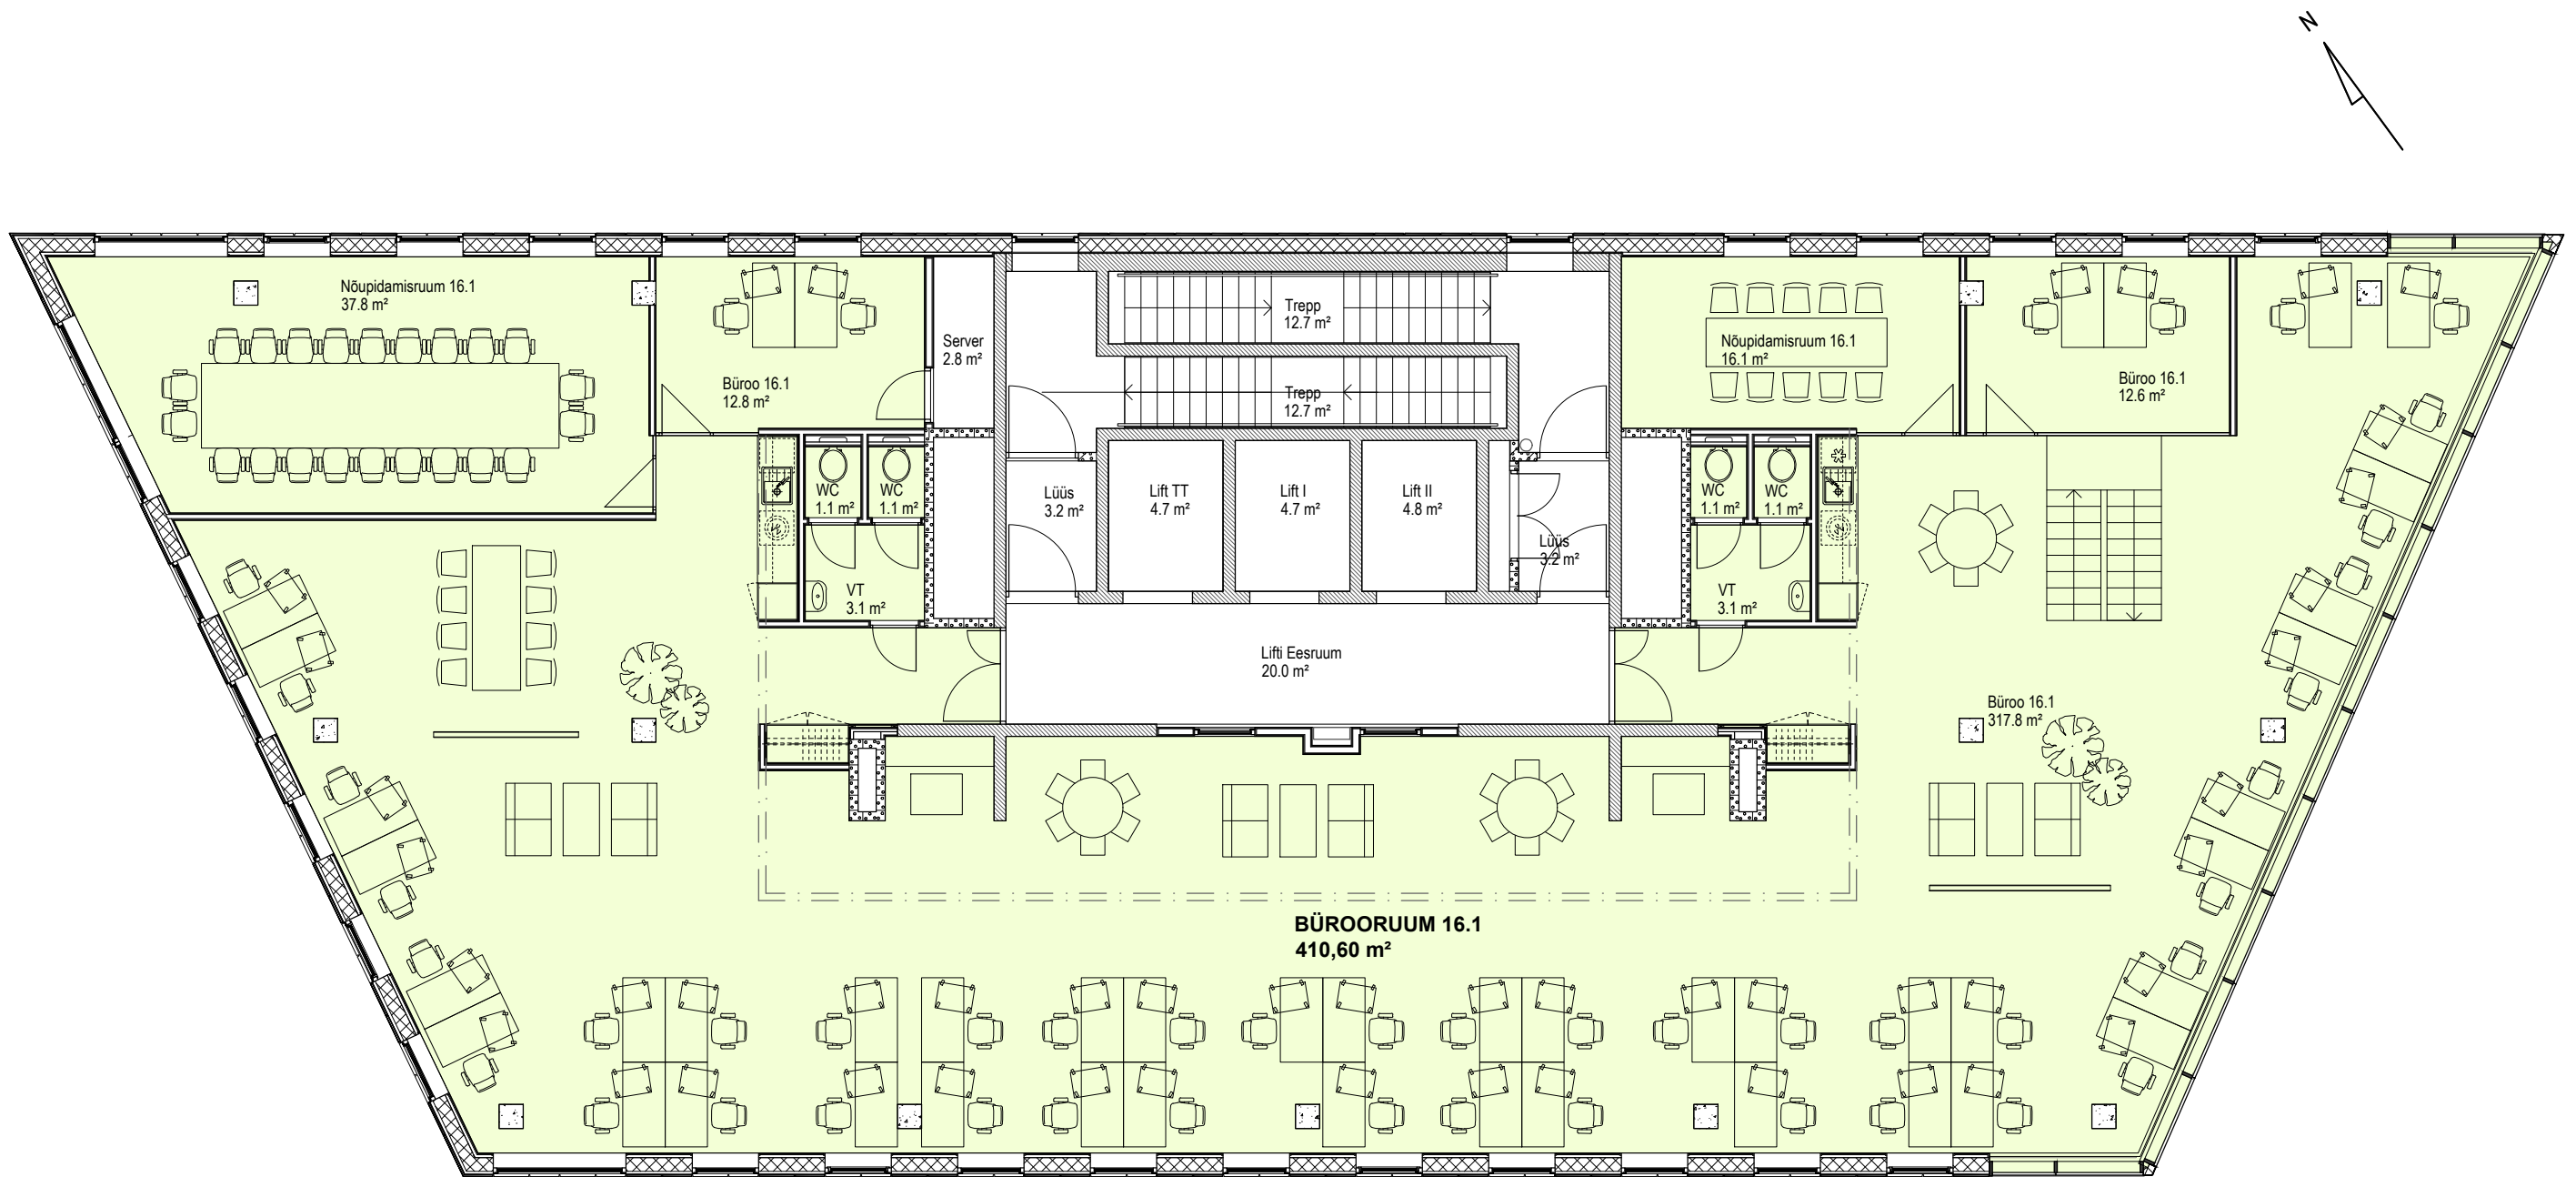 N
Nõupidamisruum 16.1
37.8 m²
Büroo 16.1
12.8 m²
Server
2.8 m²
Trepp
12.7 m²
Trepp
12.7 m²
Nõupidamisruum 16.1
16.1 m²
Büroo 16.1
12.6 m²
WC
1.1 m²
WC
1.1 m²
VT
3.1 m²
Lüüs
3.2 m²
Lift TT
4.7 m²
Lift I
4.7 m²
Lift II
4.8 m²
Lüüs
3.2 m²
WC
1.1 m²
WC
1.1 m²
VT
3.1 m²
Lifti Eesruum
20.0 m²
Büroo 16.1
317.8 m²
BÜROORUUM 16.1
410,60 m²